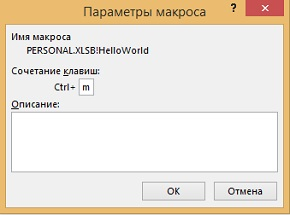 Параметры макроса
? ×
Имя макроса
PERSONAL.XLSB!HelloWorld
Сочетание клавиш:
Ctrl+ m
Описание:
ОК Отмена